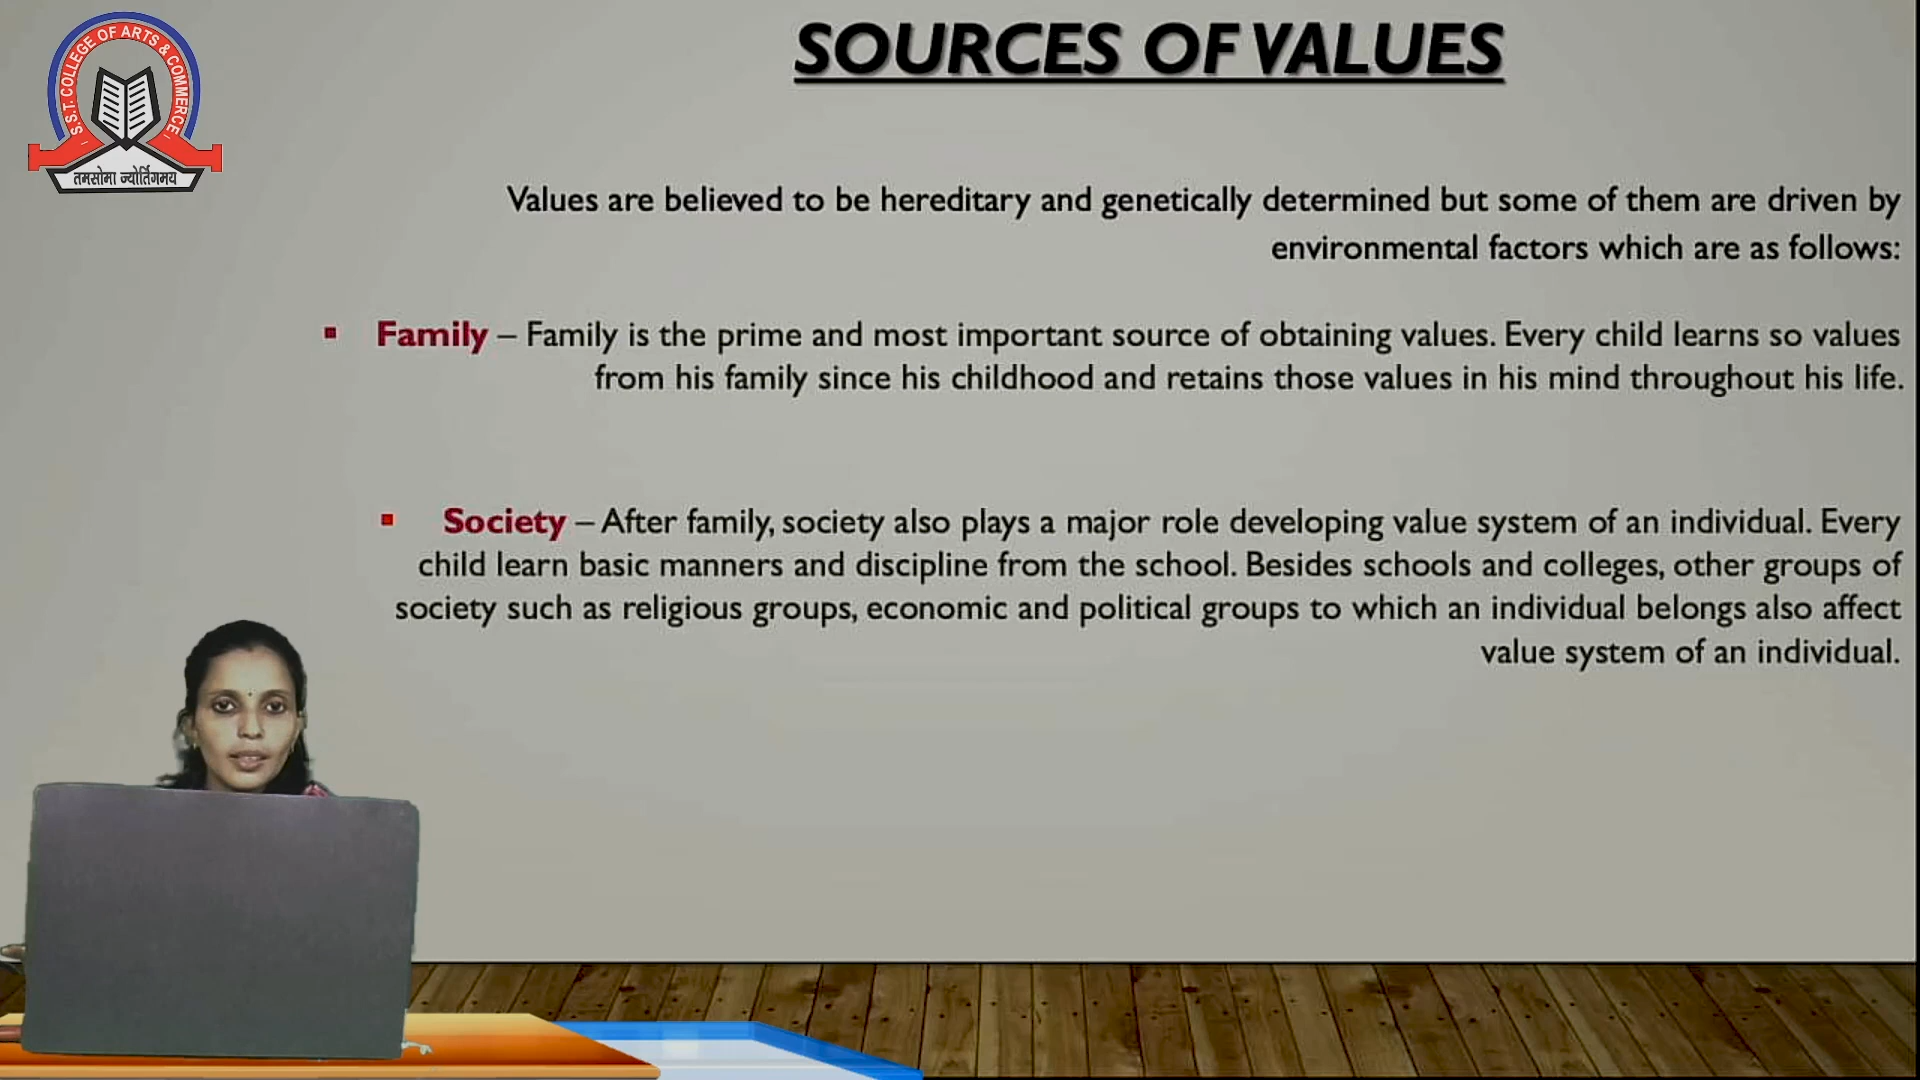 S.S.T. COLLEGE OF ARTS & COMMERCE
तमसोमा ज्योर्तिगमय
SOURCES OF VALUES
Values are believed to be hereditary and genetically determined but some of them are driven by
environmental factors which are as follows:
▪ Family – Family is the prime and most important source of obtaining values. Every child learns so values
from his family since his childhood and retains those values in his mind throughout his life.
▪ Society – After family, society also plays a major role developing value system of an individual. Every
child learn basic manners and discipline from the school. Besides schools and colleges, other groups of
society such as religious groups, economic and political groups to which an individual belongs also affect
value system of an individual.